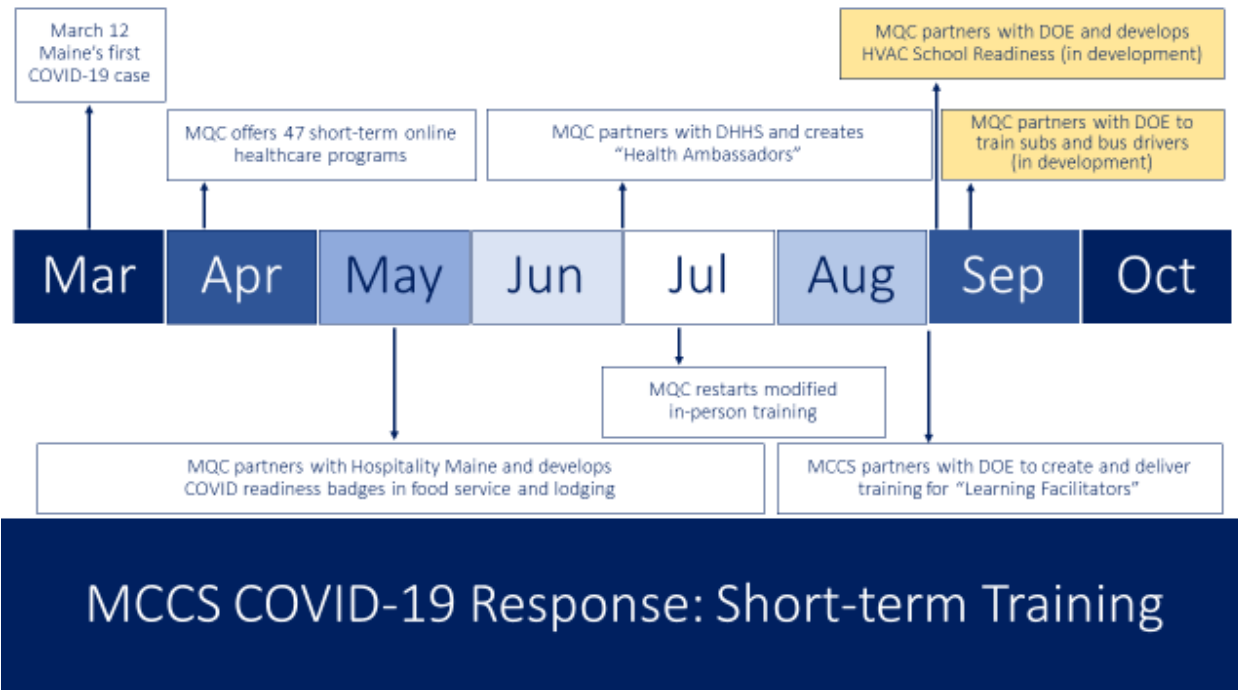 March 12
Maine's first
COVID-19 case
MQC offers 47 short-term online
healthcare programs
MQC partners with DHHS and creates
“Health Ambassadors”
MQC partners with DOE and develops
HVAC School Readiness (in development)
MQC partners with DOE to
train subs and bus drivers
(in development)
Mar
Apr
May
Jun
Jul
Aug
Sep
Oct
MQC restarts modified
in-person training
MQC partners with Hospitality Maine and develops
COVID readiness badges in food service and lodging
MCCS partners with DOE to create and deliver
training for “Learning Facilitators”
MCCS COVID-19 Response: Short-term Training